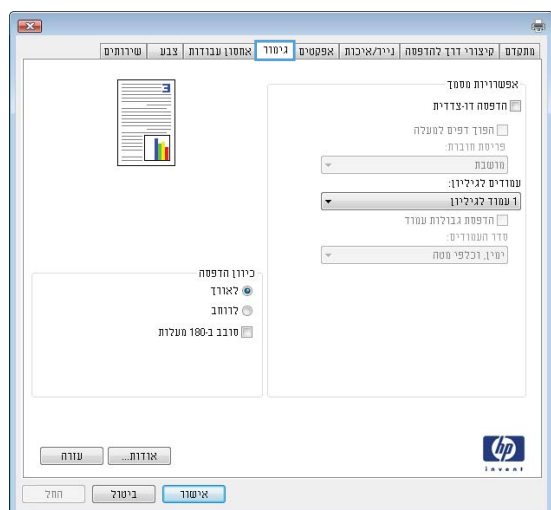 מתקדם
קיצורי דרך להדפסה
נייר/איכות
אפקטים
גימור
אחסון עבודות
צבע
שירותים
אפשרויות מסמך
הדפסה דו-צדדית
הפוך דפים למעלה
פריסת חוברת:
מושבת
עמודים לגיליון:
1 עמוד לגיליון
הדפסת גבולות עמוד
סדר העמודים:
ימין, וכלפי מטה
כיוון הדפסה
לאורך
לרוחב
סובב ב-180 מעלות
אודות...
עזרה
hp
invent
אישור
ביטול
החל